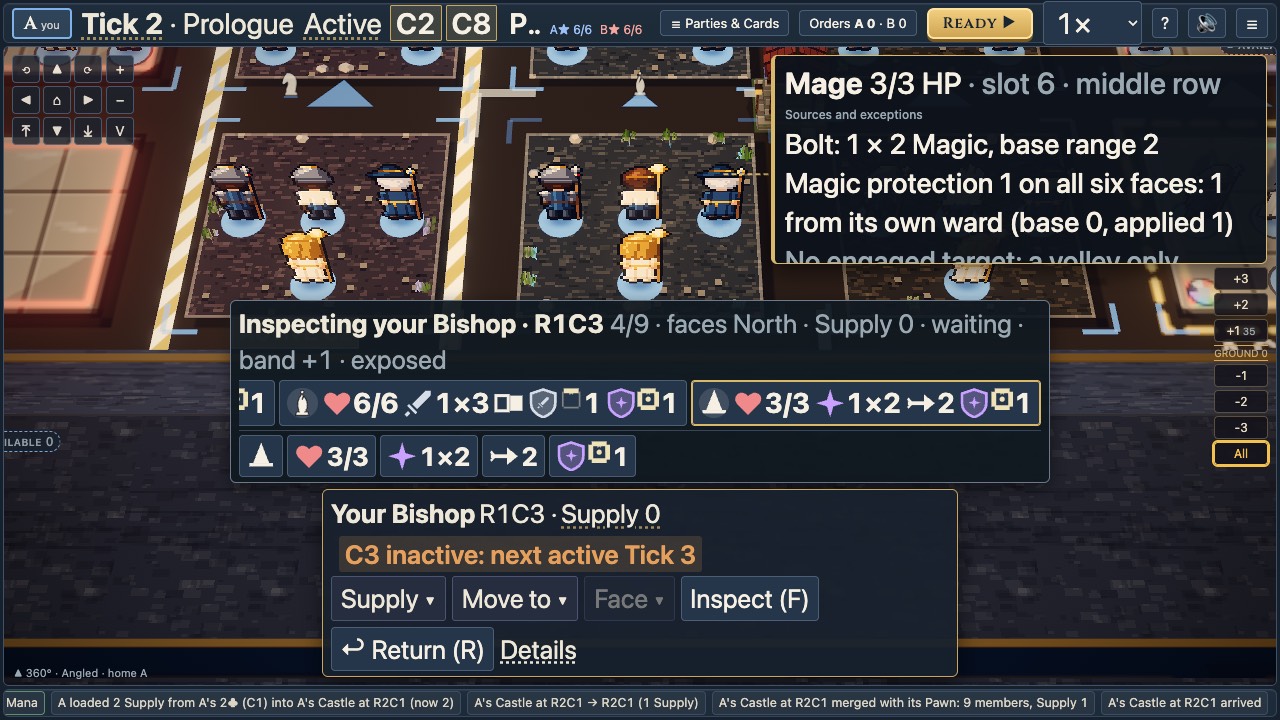 A you
Tick 2 · Prologue Active C2 C8 P.. A★ 6/6 B★ 6/6
≡ Parties & Cards
Orders A 0 · B 0
READY ▶
1×
?
≡
Mage 3/3 HP · slot 6 · middle row
Sources and exceptions
Bolt: 1 × 2 Magic, base range 2
Magic protection 1 on all six faces: 1
from its own ward (base 0, applied 1)
No engaged target: a volley only
V
+3
+2
+1 35
GROUND 0
-1
-2
-3
All
Inspecting your Bishop · R1C3 4/9 · faces North · Supply 0 · waiting ·
band +1 · exposed
1
6/6 1×3 1 1
3/3 1×2 2 1
3/3 1×2 2 1
ILABLE 0
Your Bishop R1C3 · Supply 0
C3 inactive: next active Tick 3
Supply ▾ Move to ▾ Face ▾ Inspect (F)
↩ Return (R) Details
▲ 360° · Angled · home A
Mana
A loaded 2 Supply from A's 2♣ (C1) into A's Castle at R2C1 (now 2)
A's Castle at R2C1 → R2C1 (1 Supply)
A's Castle at R2C1 merged with its Pawn: 9 members, Supply 1
A's Castle at R2C1 arrived